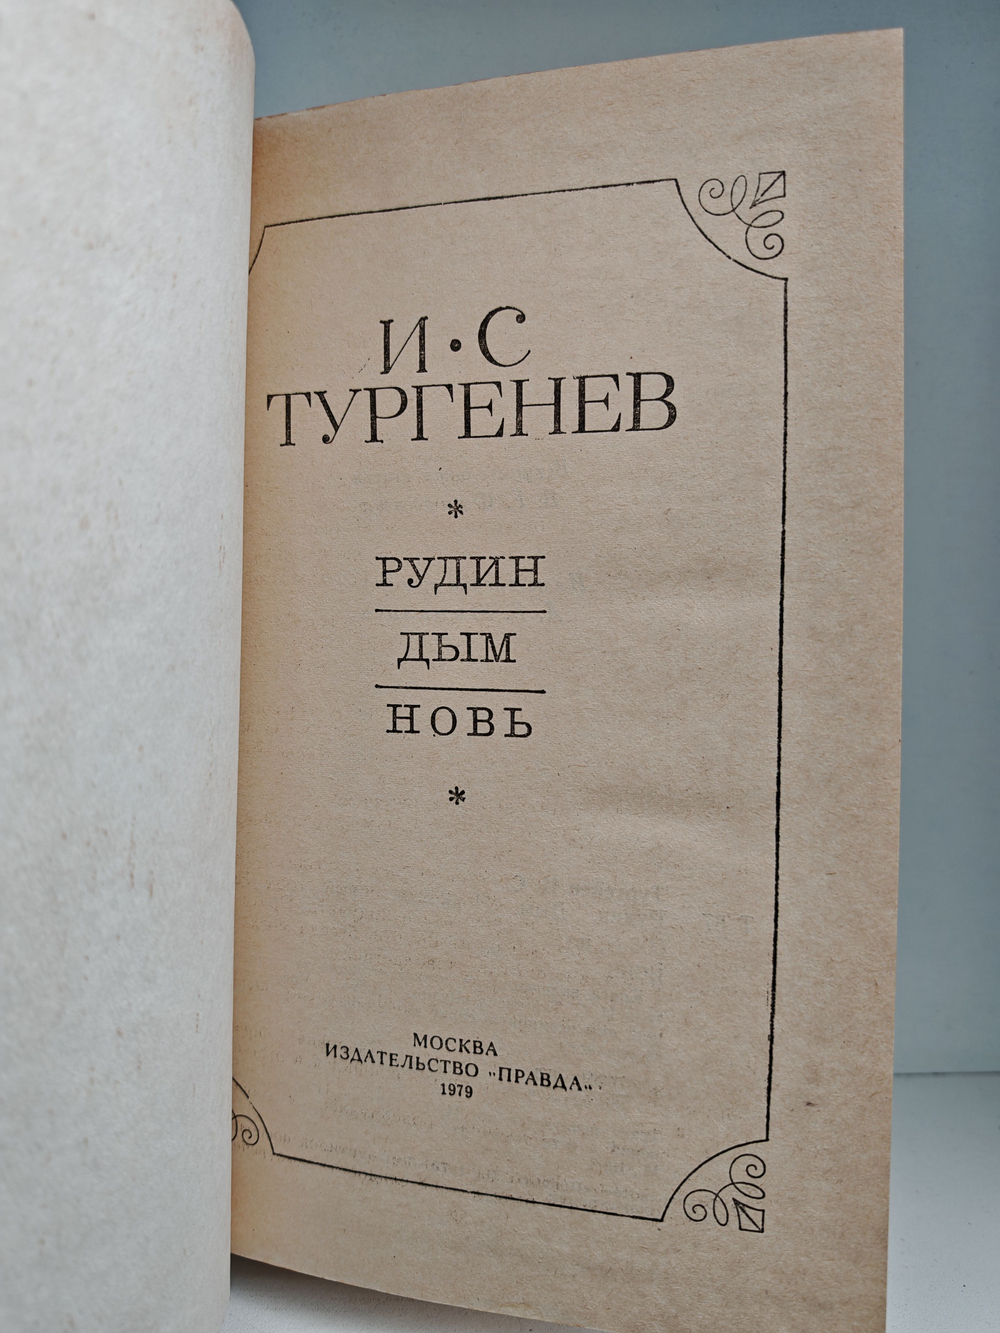 И·С
ТУРГЕНЕВ
*
РУДИН
ДЫМ
НОВЬ
*
МОСКВА
ИЗДАТЕЛЬСТВО „ПРАВДА“
1979